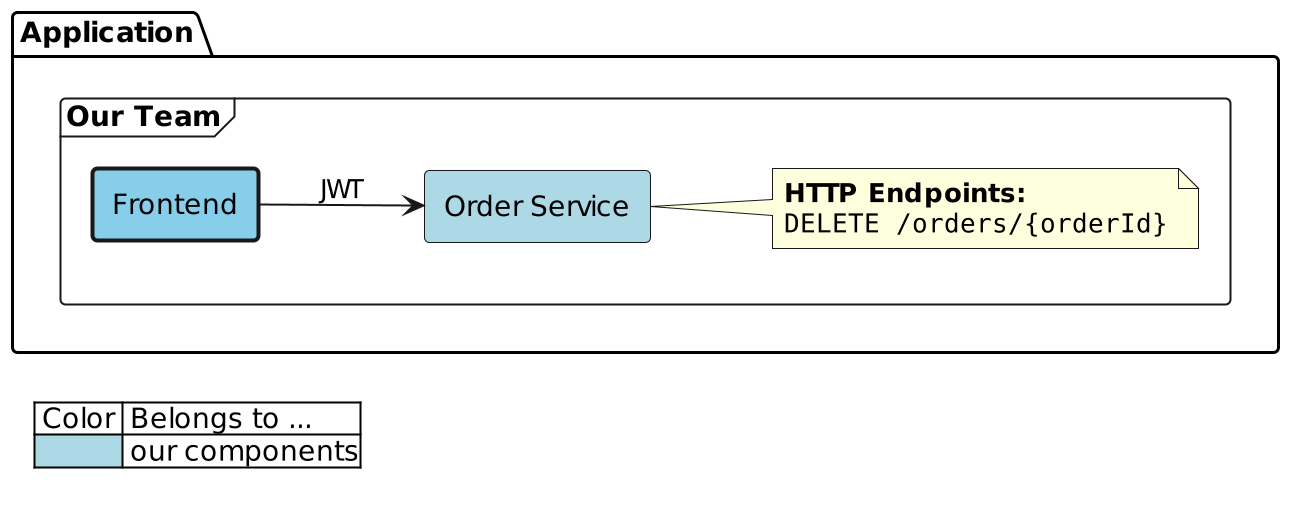 Application
Our Team
Frontend
JWT
Order Service
HTTP Endpoints:
DELETE /orders/{orderId}
Color Belongs to ...
our components